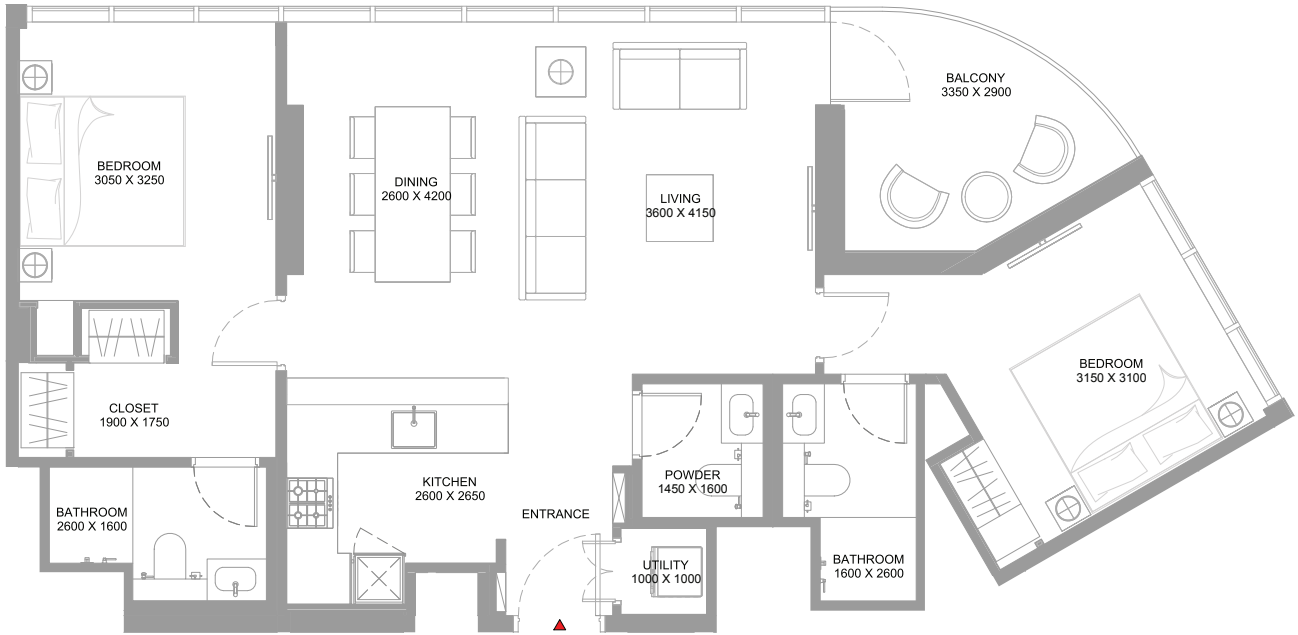 BALCONY
3350 X 2900
BEDROOM
3050 X 3250
DINING
2600 X 4200
LIVING
3600 X 4150
BEDROOM
3150 X 3100
CLOSET
1900 X 1750
KITCHEN
2600 X 2650
POWDER
1450 X 1600
BATHROOM
2600 X 1600
ENTRANCE
UTILITY
1000 X 1000
BATHROOM
1600 X 2600